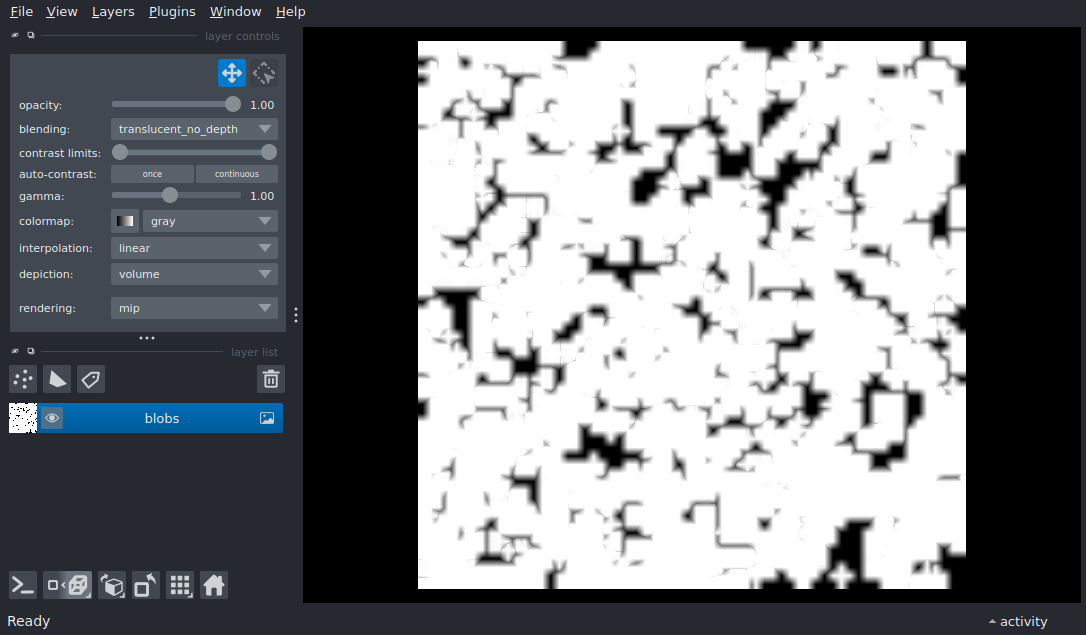 File View Layers Plugins Window Help
layer controls
opacity: 1.00
blending: translucent_no_depth
contrast limits:
auto-contrast: once continuous
gamma: 1.00
colormap: gray
interpolation: linear
depiction: volume
rendering: mip
layer list
blobs
Ready activity